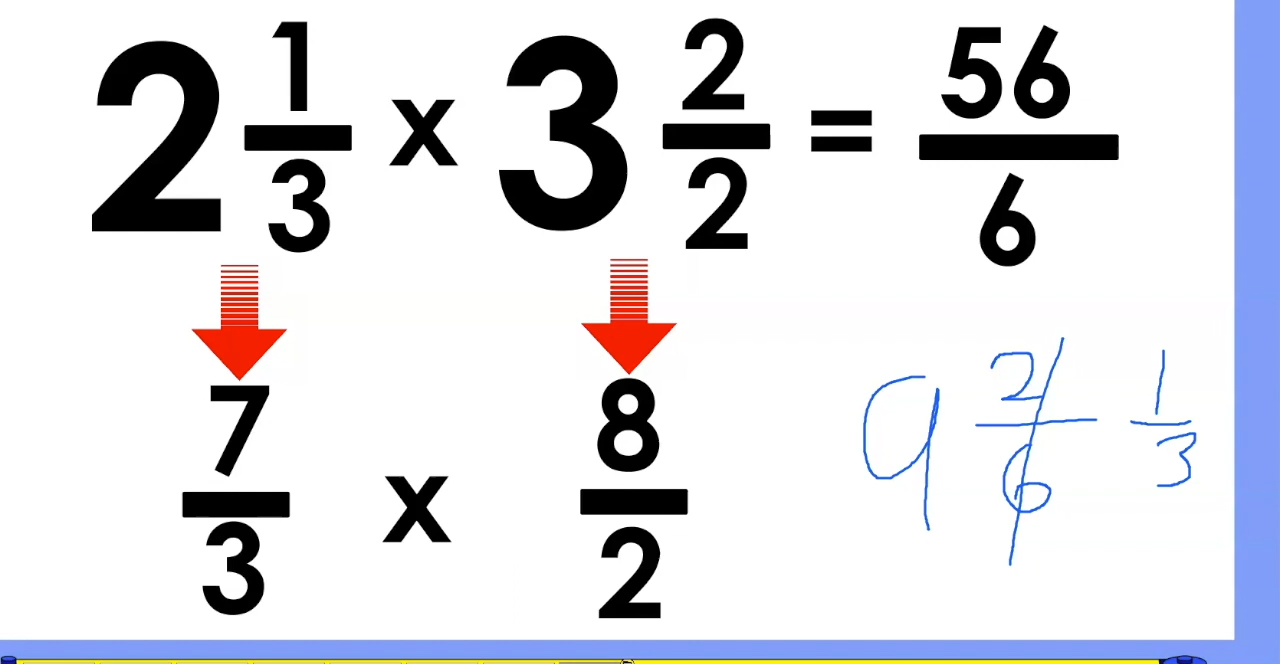 2 1/3 x 3 2/2 = 56/6
7/3 x 8/2
9 2/6 1/3